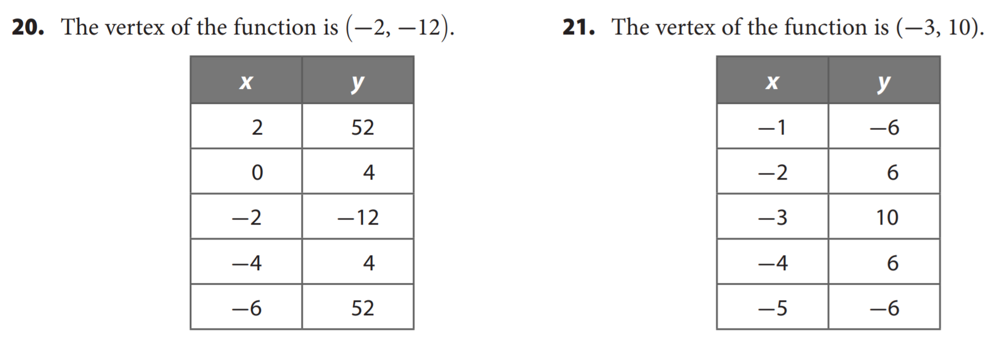 20. The vertex of the function is (−2, −12).
x y
2 52
0 4
−2 −12
−4 4
−6 52
21. The vertex of the function is (−3, 10).
x y
−1 −6
−2 6
−3 10
−4 6
−5 −6